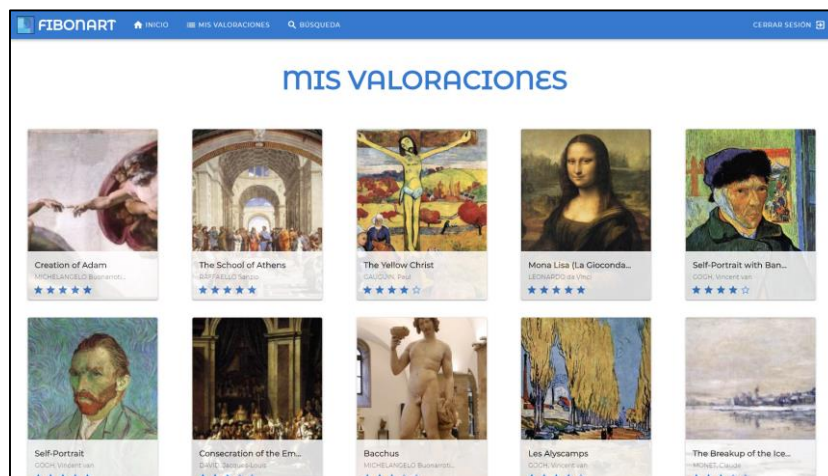 FIBONART INICIO MIS VALORACIONES BÚSQUEDA CERRAR SESIÓN
MIS VALORACIONES
Creation of Adam
MICHELANGELO Buonarroti...
The School of Athens
RAFFAELLO Sanzio
The Yellow Christ
GAUGUIN, Paul
Mona Lisa (La Gioconda...
LEONARDO da Vinci
Self-Portrait with Ban...
GOGH, Vincent van
Self-Portrait
GOGH, Vincent van
Consecration of the Em...
DAVID, Jacques-Louis
Bacchus
MICHELANGELO Buonarroti...
Les Alyscamps
GOGH, Vincent van
The Breakup of the Ice...
MONET, Claude